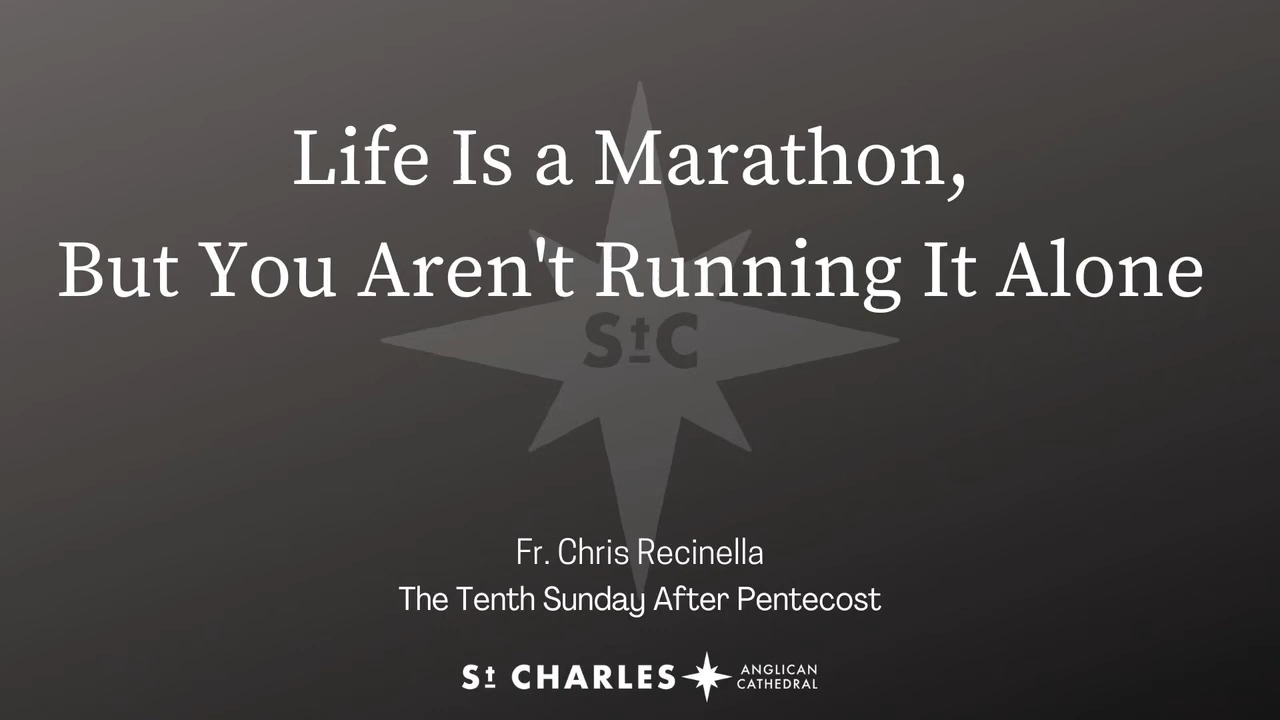 Life Is a Marathon,
But You Aren't Running It Alone
StC
Fr. Chris Recinella
The Tenth Sunday After Pentecost
St CHARLES ANGLICAN
CATHEDRAL